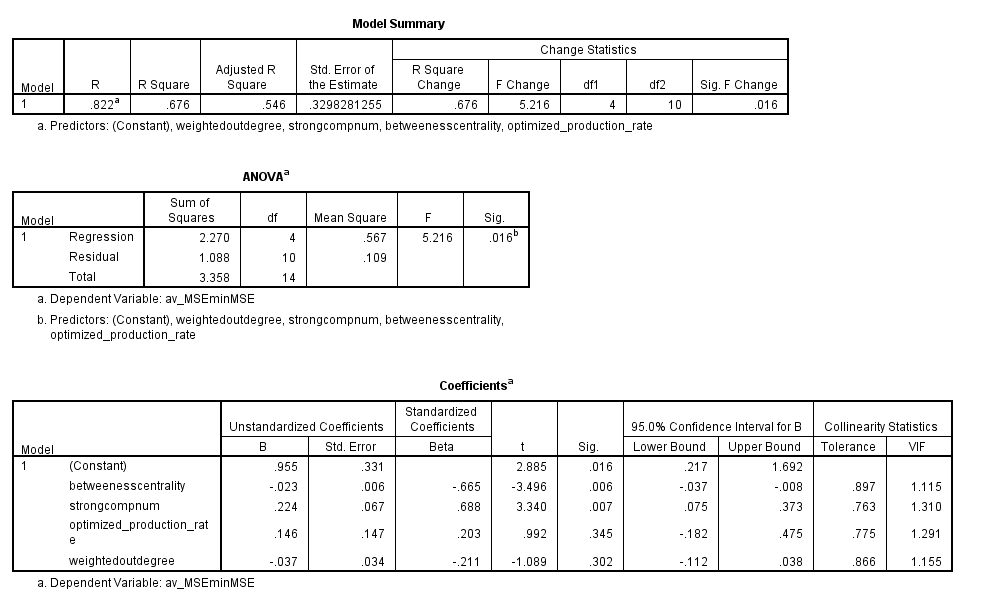 Model Summary
Change Statistics
Model R R Square Adjusted R Square Std. Error of the Estimate R Square Change F Change df1 df2 Sig. F Change
1 .822a .676 .546 .3298281255 .676 5.216 4 10 .016
a. Predictors: (Constant), weightedoutdegree, strongcompnum, betweenesscentrality, optimized_production_rate
ANOVAa
Model Sum of Squares df Mean Square F Sig.
1 Regression 2.270 4 .567 5.216 .016b
Residual 1.088 10 .109
Total 3.358 14
a. Dependent Variable: av_MSEminMSE
b. Predictors: (Constant), weightedoutdegree, strongcompnum, betweenesscentrality,
optimized_production_rate
Coefficientsa
Unstandardized Coefficients Standardized Coefficients 95.0% Confidence Interval for B Collinearity Statistics
Model B Std. Error Beta t Sig. Lower Bound Upper Bound Tolerance VIF
1 (Constant) .955 .331 2.885 .016 .217 1.692
betweenesscentrality -.023 .006 -.665 -3.496 .006 -.037 -.008 .897 1.115
strongcompnum .224 .067 .688 3.340 .007 .075 .373 .763 1.310
optimized_production_rat
e .146 .147 .203 .992 .345 -.182 .475 .775 1.291
weightedoutdegree -.037 .034 -.211 -1.089 .302 -.112 .038 .866 1.155
a. Dependent Variable: av_MSEminMSE